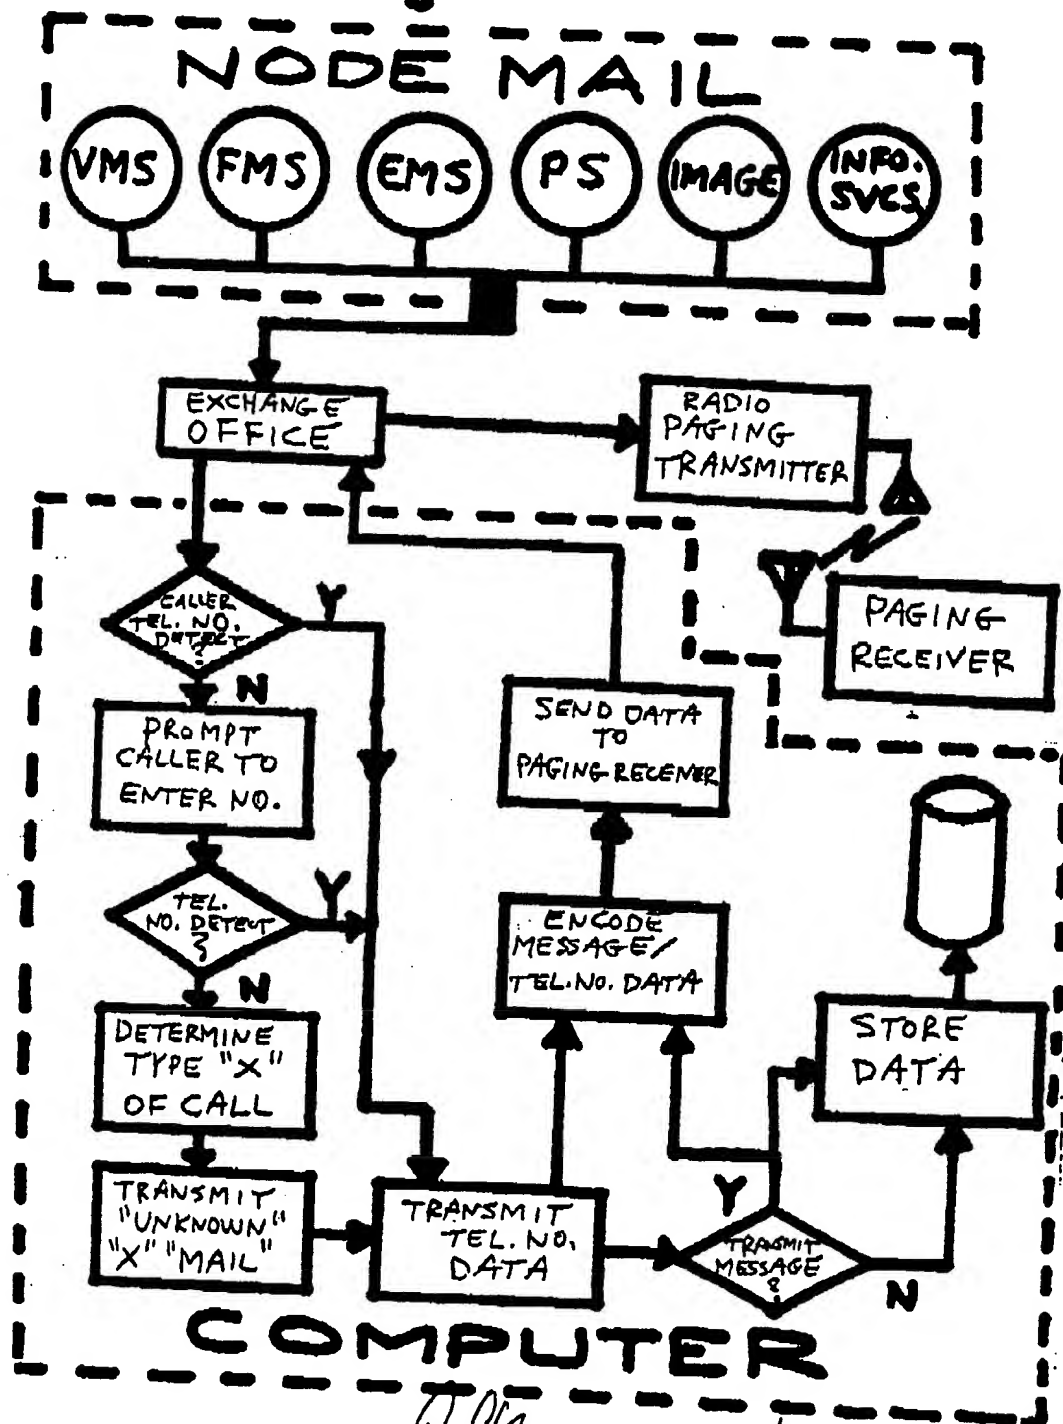 NODE MAIL
VMS
FMS
EMS
PS
IMAGE
INFO.
SVCS.
EXCHANGE
OFFICE
RADIO
PAGING
TRANSMITTER
PAGING
RECEIVER
CALLER
TEL. NO.
DETECT
?
Y
N
PROMPT
CALLER TO
ENTER NO.
TEL.
NO. DETECT
?
Y
N
DETERMINE
TYPE "X"
OF CALL
TRANSMIT
"UNKNOWN"
"X" "MAIL"
SEND DATA
TO
PAGING RECEIVER
ENCODE
MESSAGE/
TEL. NO. DATA
STORE
DATA
TRANSMIT
TEL. NO.
DATA
Y
TRANSMIT
MESSAGE
?
N
COMPUTER